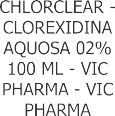 CHLORCLEAR -
CLOREXIDINA
AQUOSA 02%
100 ML - VIC
PHARMA - VIC
PHARMA